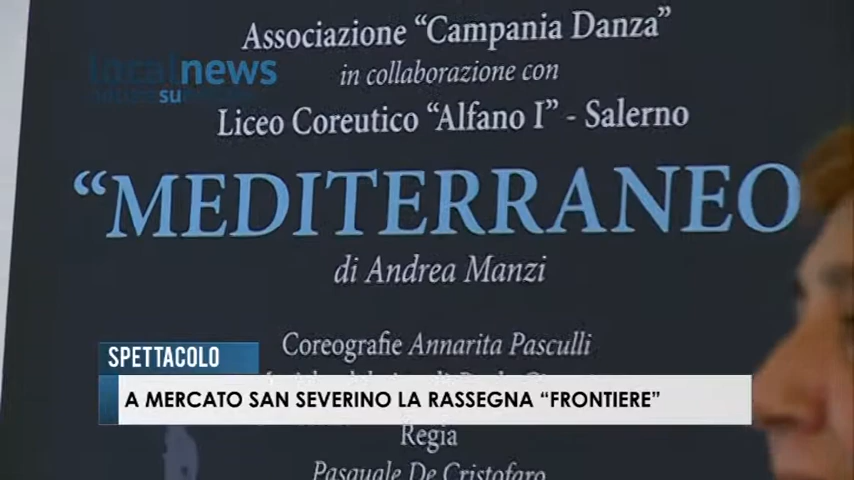 Associazione “Campania Danza”
localnews
in collaborazione con
su
Liceo Coreutico “Alfano I” - Salerno
“MEDITERRANEO
di Andrea Manzi
Coreografie Annarita Pasculli
SPETTACOLO
A MERCATO SAN SEVERINO LA RASSEGNA “FRONTIERE”
Regia
Pasquale De Cristofaro